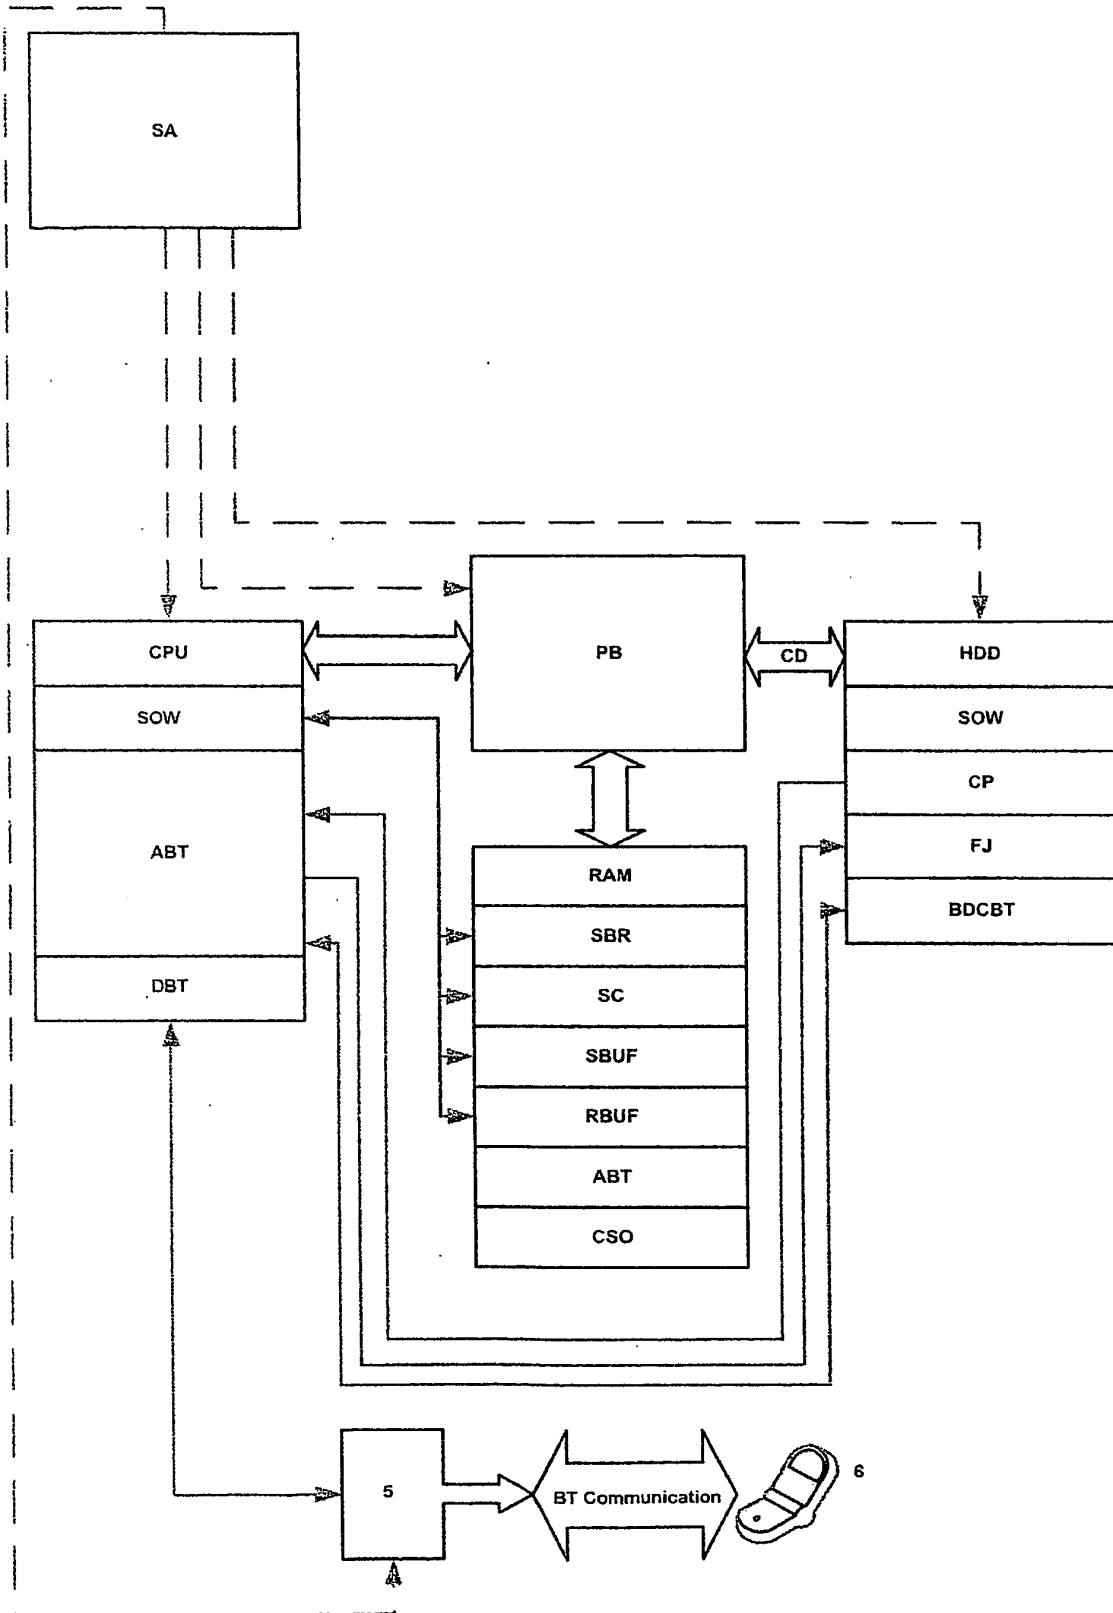 SA
CPU
SOW
ABT
DBT
PB
CD
HDD
SOW
CP
FJ
BDCBT
RAM
SBR
SC
SBUF
RBUF
ABT
CSO
5
BT Communication
6